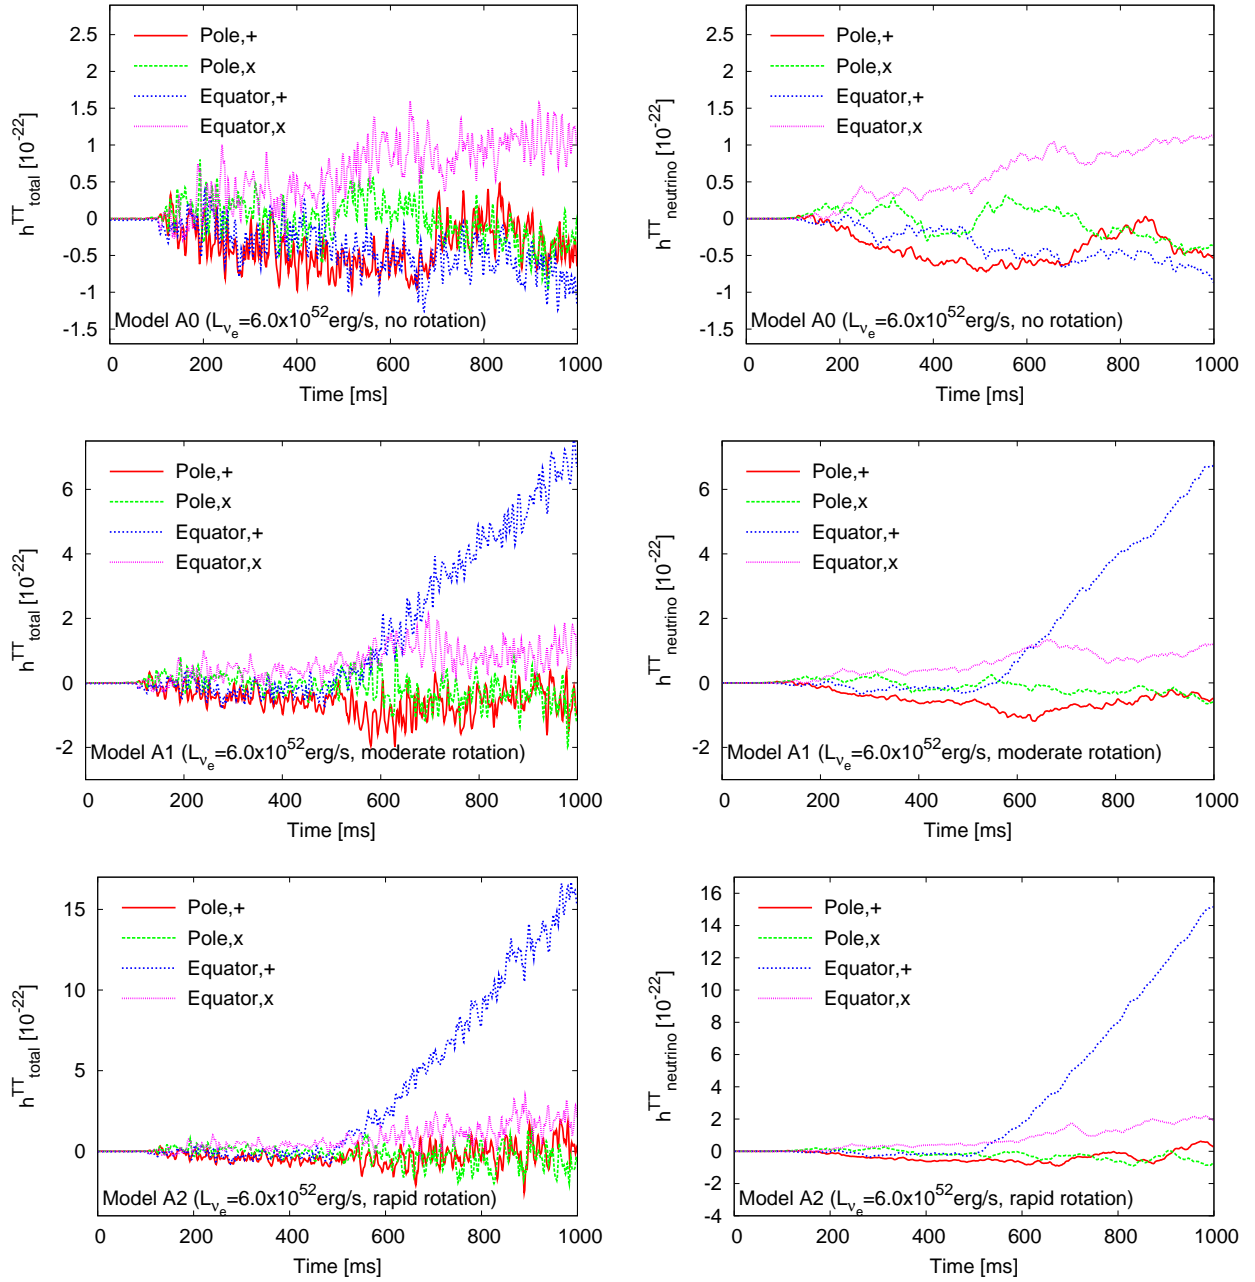 2.5
2
1.5
1
0.5
0
-0.5
-1
-1.5
h^TT_total [10^-22]
Pole,+
Pole,x
Equator,+
Equator,x
Model A0 (L_ν_e=6.0x10^52erg/s, no rotation)
0 200 400 600 800 1000
Time [ms]
2.5
2
1.5
1
0.5
0
-0.5
-1
-1.5
h^TT_neutrino [10^-22]
Pole,+
Pole,x
Equator,+
Equator,x
Model A0 (L_ν_e=6.0x10^52erg/s, no rotation)
0 200 400 600 800 1000
Time [ms]
6
4
2
0
-2
h^TT_total [10^-22]
Pole,+
Pole,x
Equator,+
Equator,x
Model A1 (L_ν_e=6.0x10^52erg/s, moderate rotation)
0 200 400 600 800 1000
Time [ms]
6
4
2
0
-2
h^TT_neutrino [10^-22]
Pole,+
Pole,x
Equator,+
Equator,x
Model A1 (L_ν_e=6.0x10^52erg/s, moderate rotation)
0 200 400 600 800 1000
Time [ms]
15
10
5
0
h^TT_total [10^-22]
Pole,+
Pole,x
Equator,+
Equator,x
Model A2 (L_ν_e=6.0x10^52erg/s, rapid rotation)
0 200 400 600 800 1000
Time [ms]
16
14
12
10
8
6
4
2
0
-2
-4
h^TT_neutrino [10^-22]
Pole,+
Pole,x
Equator,+
Equator,x
Model A2 (L_ν_e=6.0x10^52erg/s, rapid rotation)
0 200 400 600 800 1000
Time [ms]